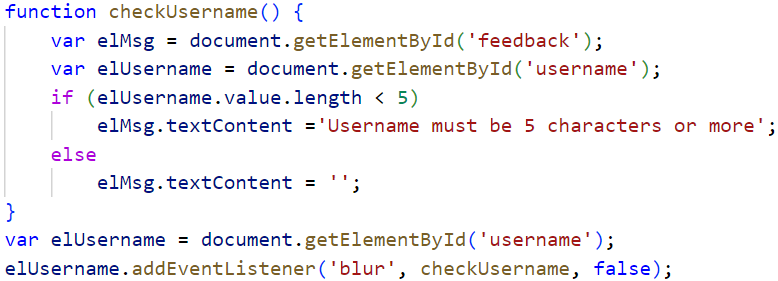 function checkUsername() {
    var elMsg = document.getElementById('feedback');
    var elUsername = document.getElementById('username');
    if (elUsername.value.length < 5)
        elMsg.textContent ='Username must be 5 characters or more';
    else
        elMsg.textContent = '';
}
var elUsername = document.getElementById('username');
elUsername.addEventListener('blur', checkUsername, false);